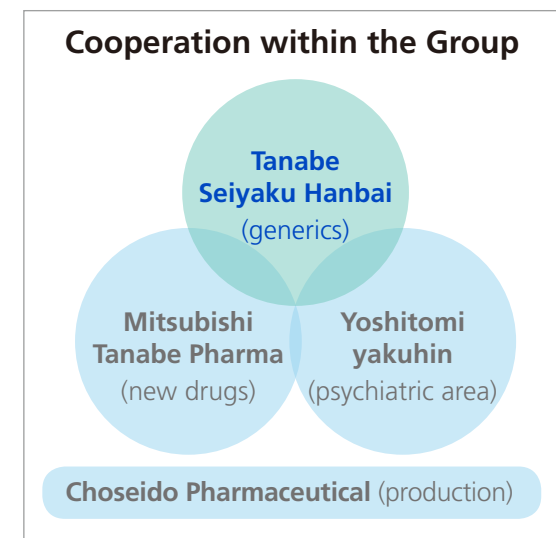 Cooperation within the Group
Tanabe
Seiyaku Hanbai
(generics)
Mitsubishi
Tanabe Pharma
(new drugs)
Yoshitomi
yakuhin
(psychiatric area)
Choseido Pharmaceutical (production)